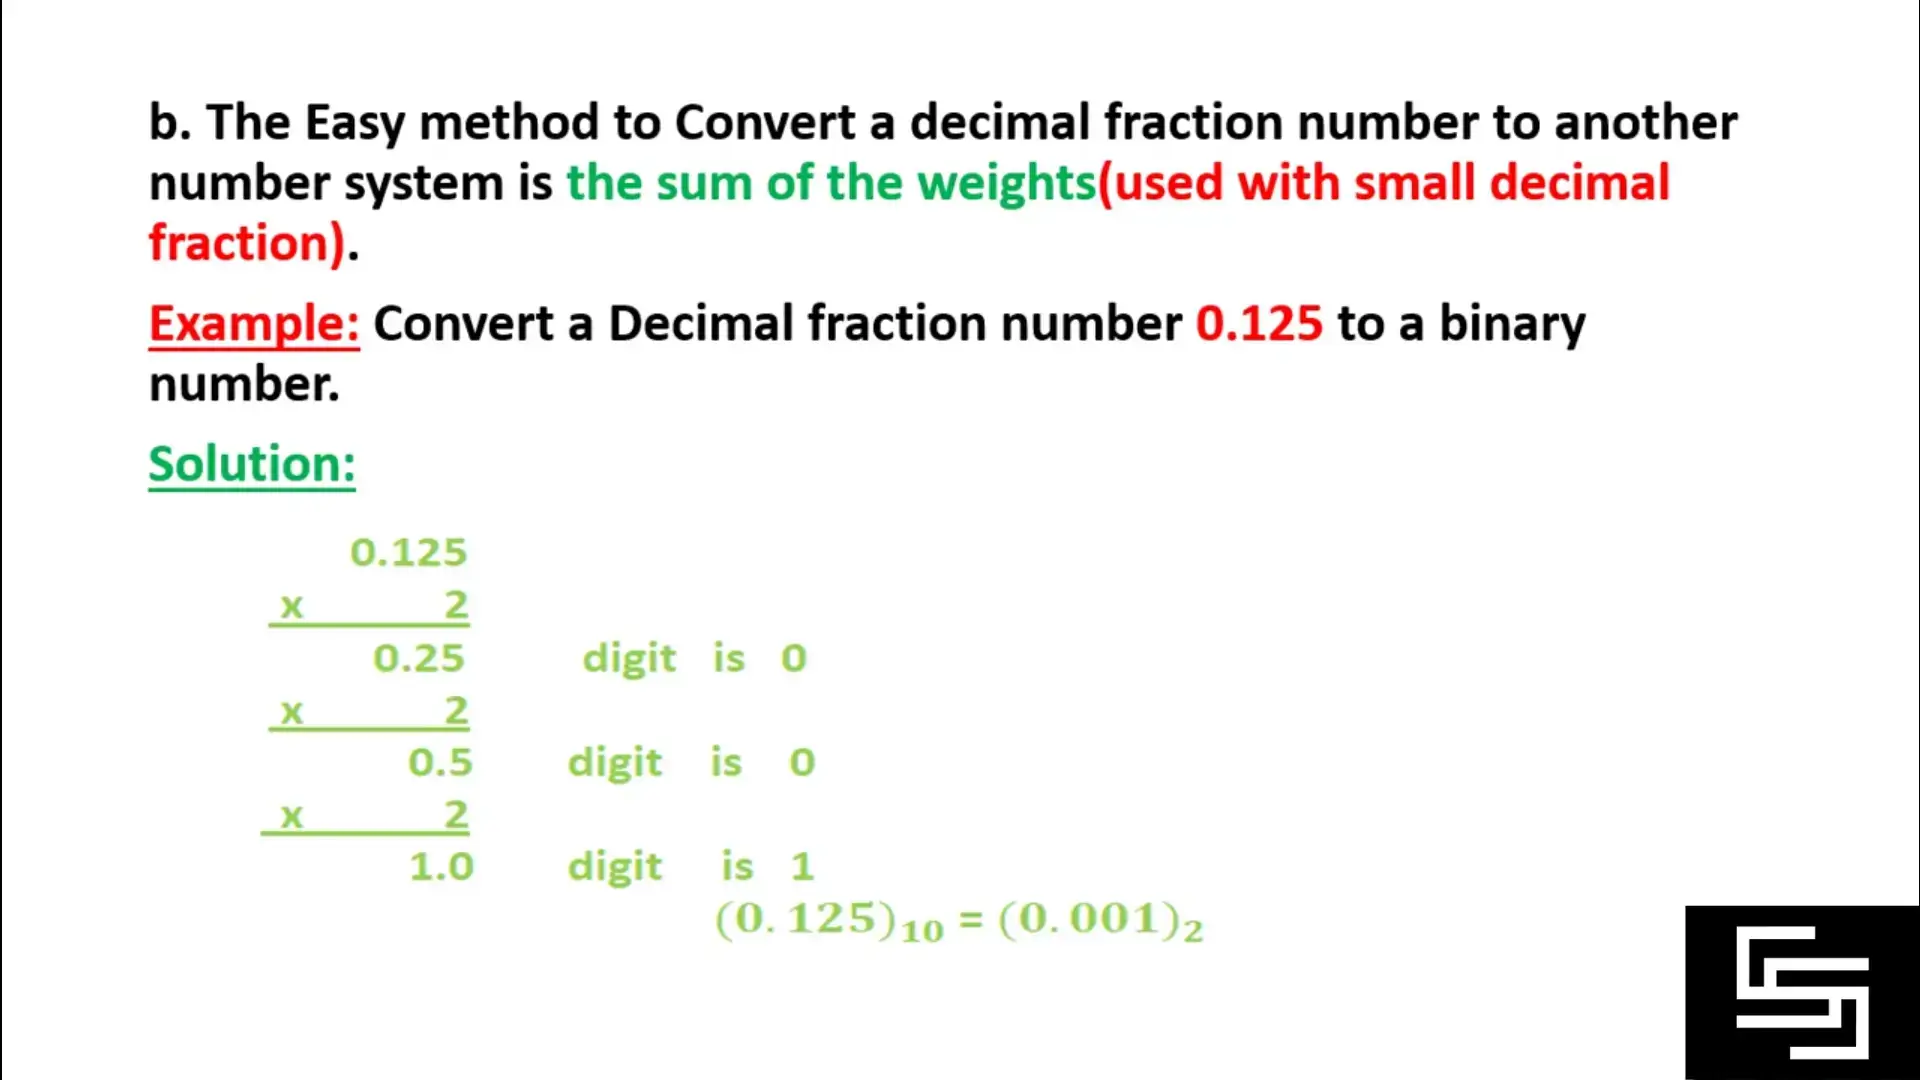 b. The Easy method to Convert a decimal fraction number to another
number system is the sum of the weights(used with small decimal
fraction).
Example: Convert a Decimal fraction number 0.125 to a binary
number.
Solution:
0.125
x 2
0.25 digit is 0
x 2
0.5 digit is 0
x 2
1.0 digit is 1
(0.125)₁₀ = (0.001)₂